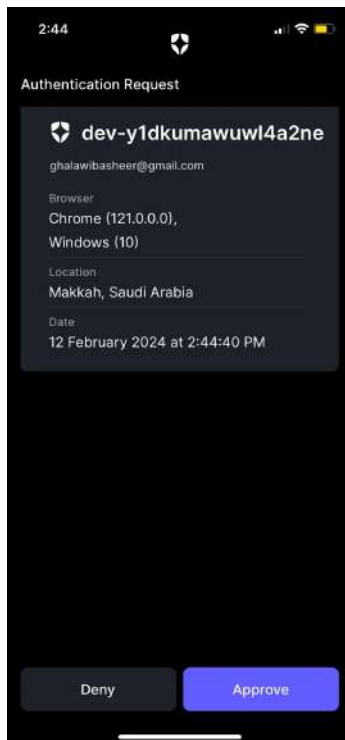 2:44
Authentication Request
dev-y1dkumawuwl4a2ne
ghalawibasheer@gmail.com
Browser
Chrome (121.0.0.0),
Windows (10)
Location
Makkah, Saudi Arabia
Date
12 February 2024 at 2:44:40 PM
Deny
Approve